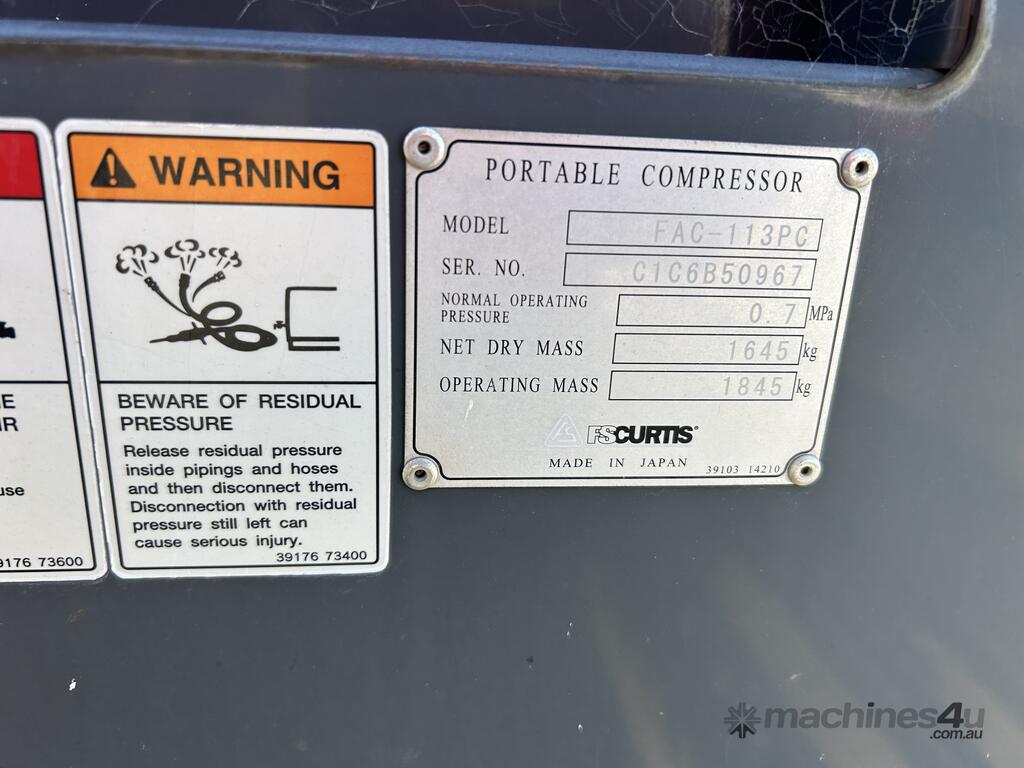 E
IR
use
39176 73600
WARNING
BEWARE OF RESIDUAL
PRESSURE
Release residual pressure
inside pipings and hoses
and then disconnect them.
Disconnection with residual
pressure still left can
cause serious injury.
39176 73400
PORTABLE COMPRESSOR
MODEL FAC-113PC
SER. NO. C1C6B50967
NORMAL OPERATING
PRESSURE 0.7 MPa
NET DRY MASS 1645 kg
OPERATING MASS 1845 kg
FSCURTIS
MADE IN JAPAN 39103 14210
machines4u
.com.au